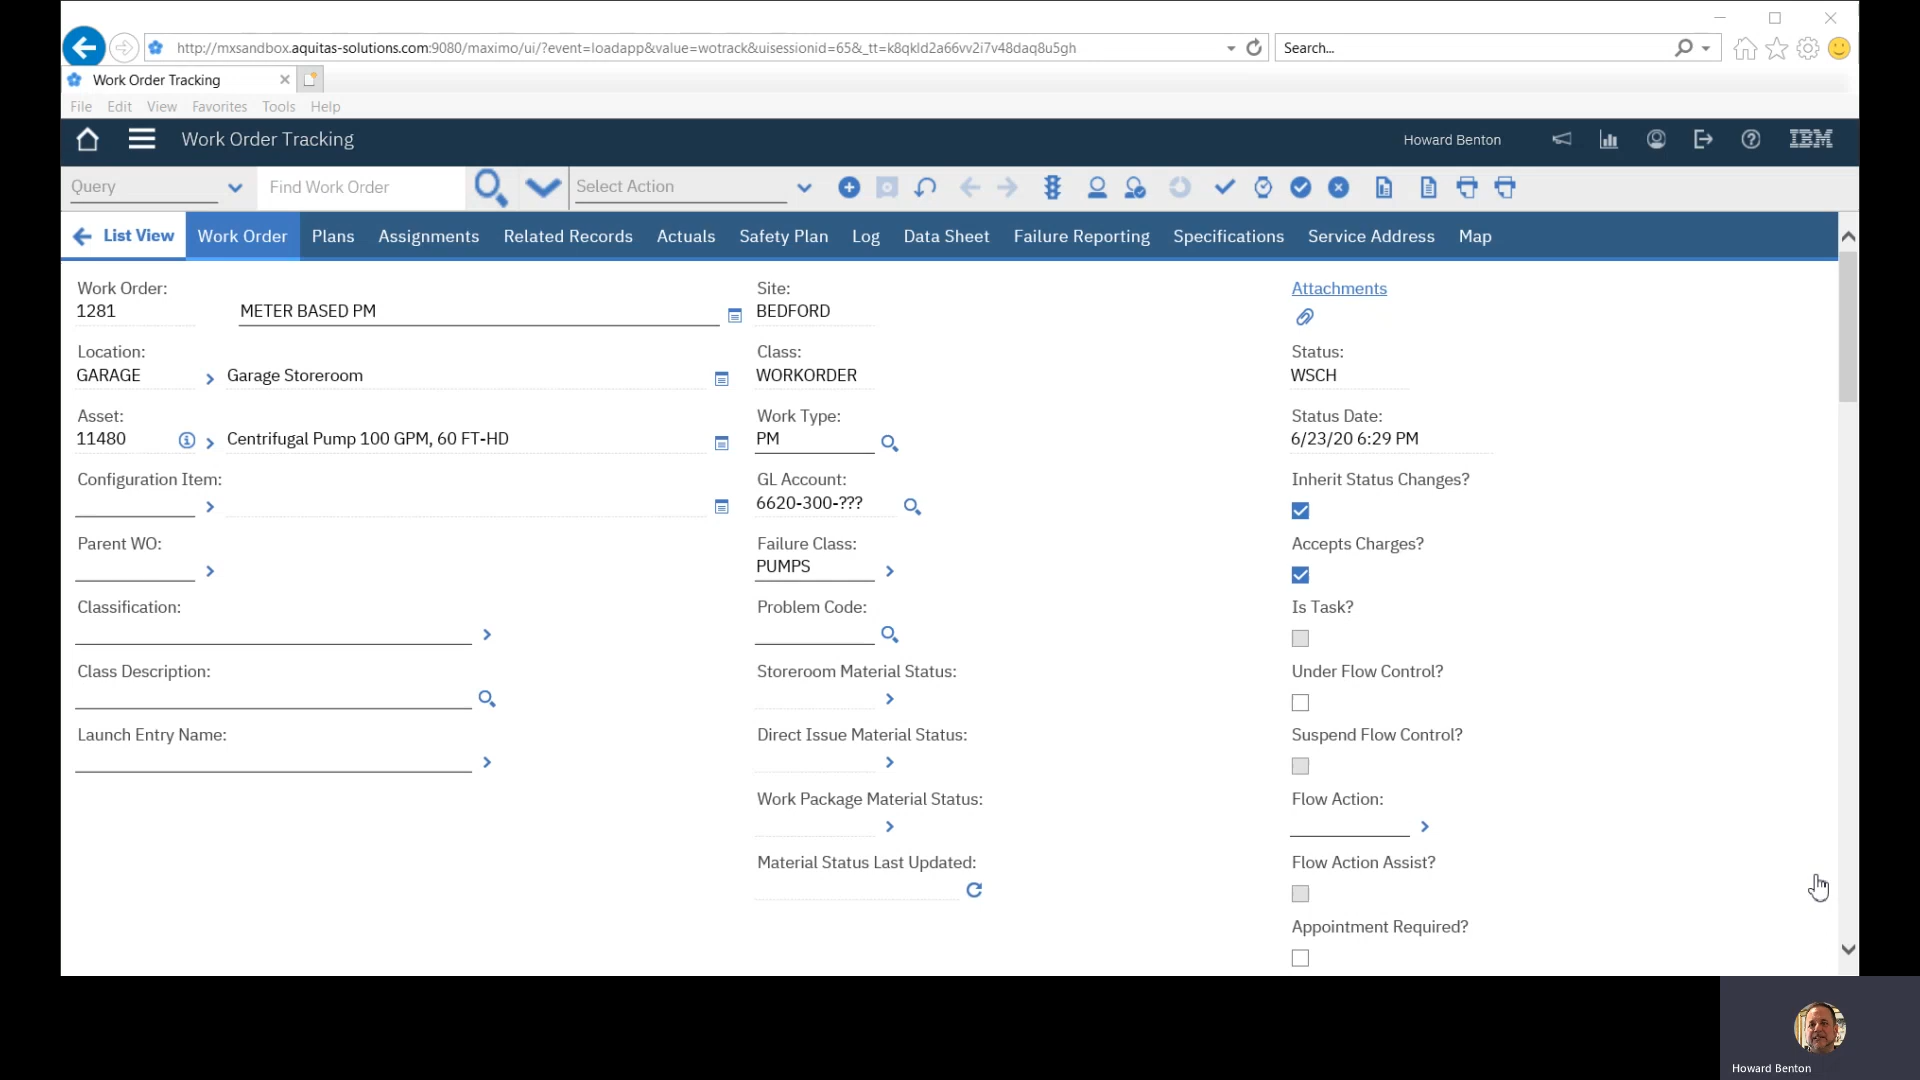 http://mxsandbox.aquitas-solutions.com:9080/maximo/ui/?event=loadapp&value=wotrack&uisessionid=65&_tt=k8qkld2a66vv2i7v48daq8u5gh
Search...
Work Order Tracking
File Edit View Favorites Tools Help
Work Order Tracking
Howard Benton
IBM
Query
Find Work Order
Select Action
List View
Work Order
Plans
Assignments
Related Records
Actuals
Safety Plan
Log
Data Sheet
Failure Reporting
Specifications
Service Address
Map
Work Order:
1281
METER BASED PM
Location:
GARAGE
Garage Storeroom
Asset:
11480
Centrifugal Pump 100 GPM, 60 FT-HD
Configuration Item:
Parent WO:
Classification:
Class Description:
Launch Entry Name:
Site:
BEDFORD
Class:
WORKORDER
Work Type:
PM
GL Account:
6620-300-???
Failure Class:
PUMPS
Problem Code:
Storeroom Material Status:
Direct Issue Material Status:
Work Package Material Status:
Material Status Last Updated:
Attachments
Status:
WSCH
Status Date:
6/23/20 6:29 PM
Inherit Status Changes?
Accepts Charges?
Is Task?
Under Flow Control?
Suspend Flow Control?
Flow Action:
Flow Action Assist?
Appointment Required?
Howard Benton